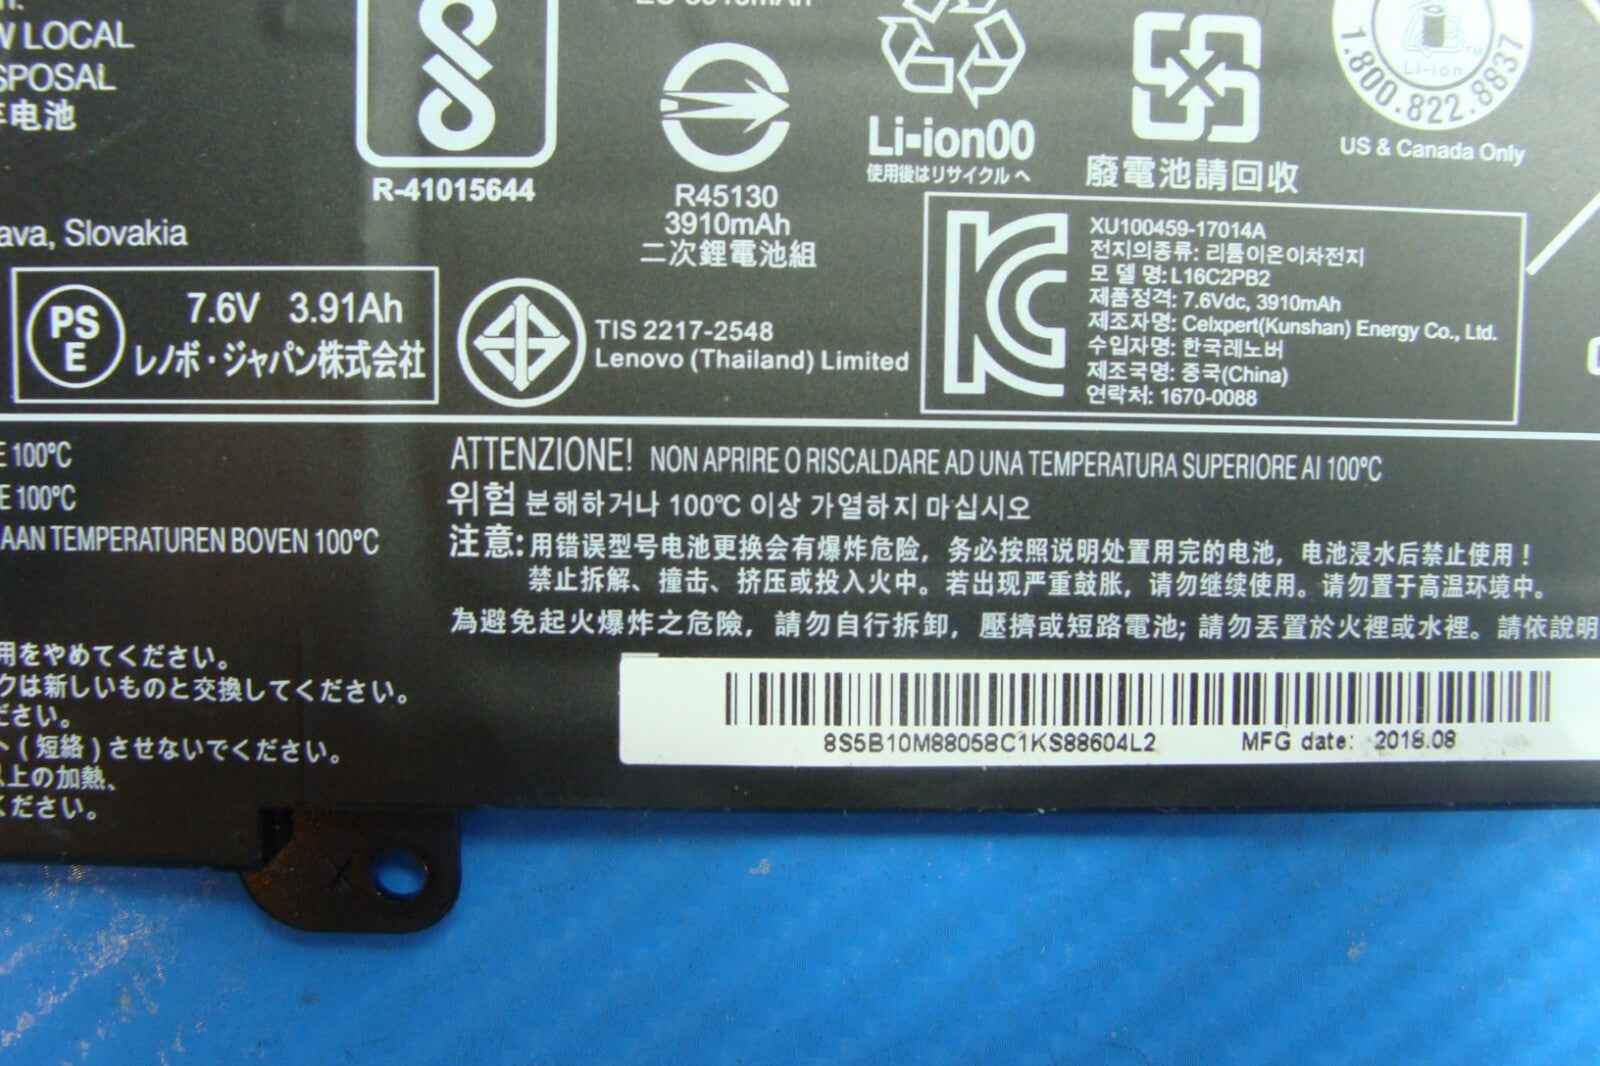 W LOCAL
SPOSAL
电池
R-41015644
R45130
3910mAh
二次鋰電池組
Li-ion00
使用後はリサイクルへ
廢電池請回收
Li-ion
TM
1.800.822.8837
US & Canada Only
ava, Slovakia
PS
E
7.6V 3.91Ah
レノボ・ジャパン株式会社
TIS 2217-2548
Lenovo (Thailand) Limited
XU100459-17014A
전지의종류: 리튬이온이차전지
모 델 명: L16C2PB2
제품정격: 7.6Vdc, 3910mAh
제조자명: Celxpert(Kunshan) Energy Co., Ltd.
수입자명: 한국레노버
제조국명: 중국(China)
연락처: 1670-0088
E 100°C
E 100°C
AAN TEMPERATUREN BOVEN 100°C
ATTENZIONE! NON APRIRE O RISCALDARE AD UNA TEMPERATURA SUPERIORE AI 100°C
위험 분해하거나 100℃ 이상 가열하지 마십시오
注意: 用错误型号电池更换会有爆炸危险, 务必按照说明处置用完的电池, 电池浸水后禁止使用!
禁止拆解、撞击、挤压或投入火中。若出现严重鼓胀, 请勿继续使用。请勿置于高温环境中。
為避免起火爆炸之危險, 請勿自行拆卸, 壓擠或短路電池; 請勿丟置於火裡或水裡。請依說明
用をやめてください。
クは新しいものと交換してください。
ださい。
ト(短絡)させないでください。
以上の加熱、
ください。
8S5B10M88058C1KS88604L2 MFG date: 2018.08